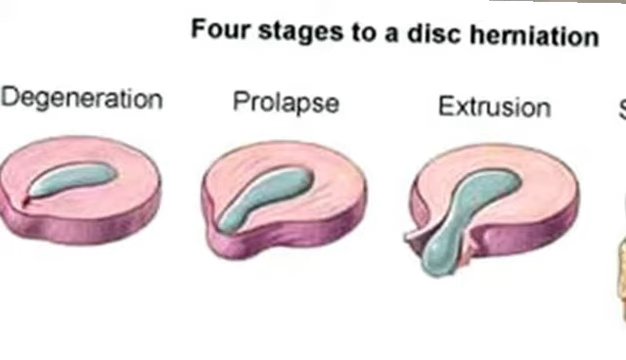 Four stages to a disc herniation
Degeneration
Prolapse
Extrusion